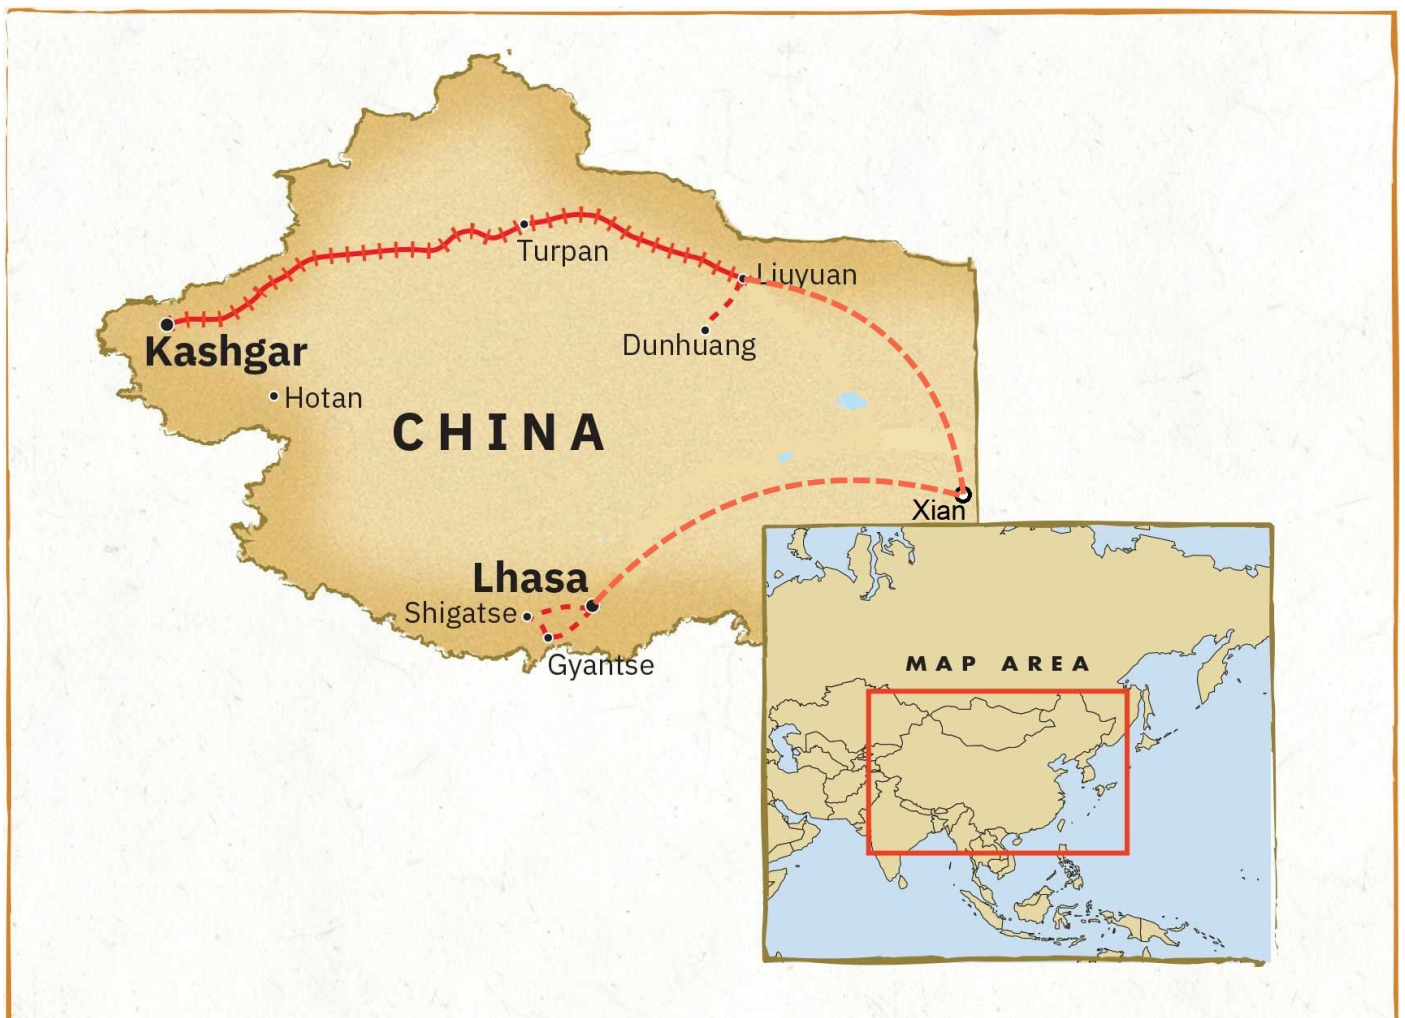 Turpan
Liuyuan
Dunhuang
Kashgar
Hotan
CHINA
Xian
Lhasa
Shigatse
Gyantse
MAP AREA